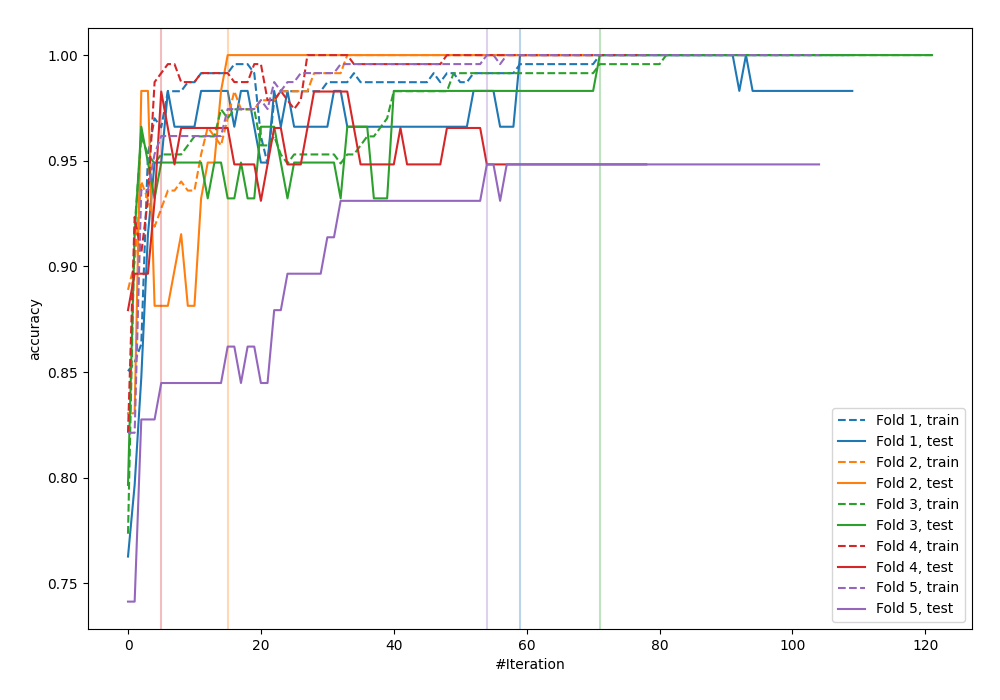 accuracy
1.00
0.95
0.90
0.85
0.80
0.75
0 20 40 60 80 100 120
#Iteration
Fold 1, train
Fold 1, test
Fold 2, train
Fold 2, test
Fold 3, train
Fold 3, test
Fold 4, train
Fold 4, test
Fold 5, train
Fold 5, test